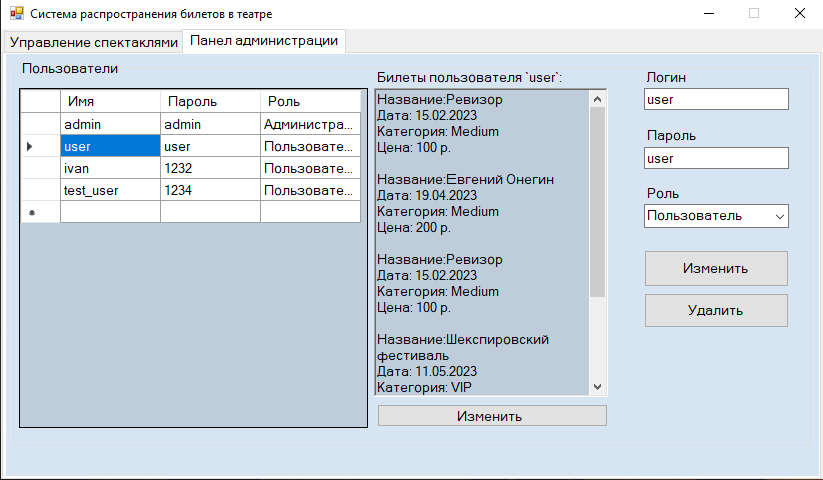 Система распространения билетов в театре
Управление спектаклями
Панел администрации
Пользователи
Имя Пароль Роль
admin admin Администра...
user user Пользовате...
ivan 1232 Пользовате...
test_user 1234 Пользовате...
Билеты пользователя `user`:
Название:Ревизор
Дата: 15.02.2023
Категория: Medium
Цена: 100 р.
Название:Евгений Онегин
Дата: 19.04.2023
Категория: Medium
Цена: 200 р.
Название:Ревизор
Дата: 15.02.2023
Категория: Medium
Цена: 100 р.
Название:Шекспировский
фестиваль
Дата: 11.05.2023
Категория: VIP
Изменить
Логин
user
Пароль
user
Роль
Пользователь
Изменить
Удалить